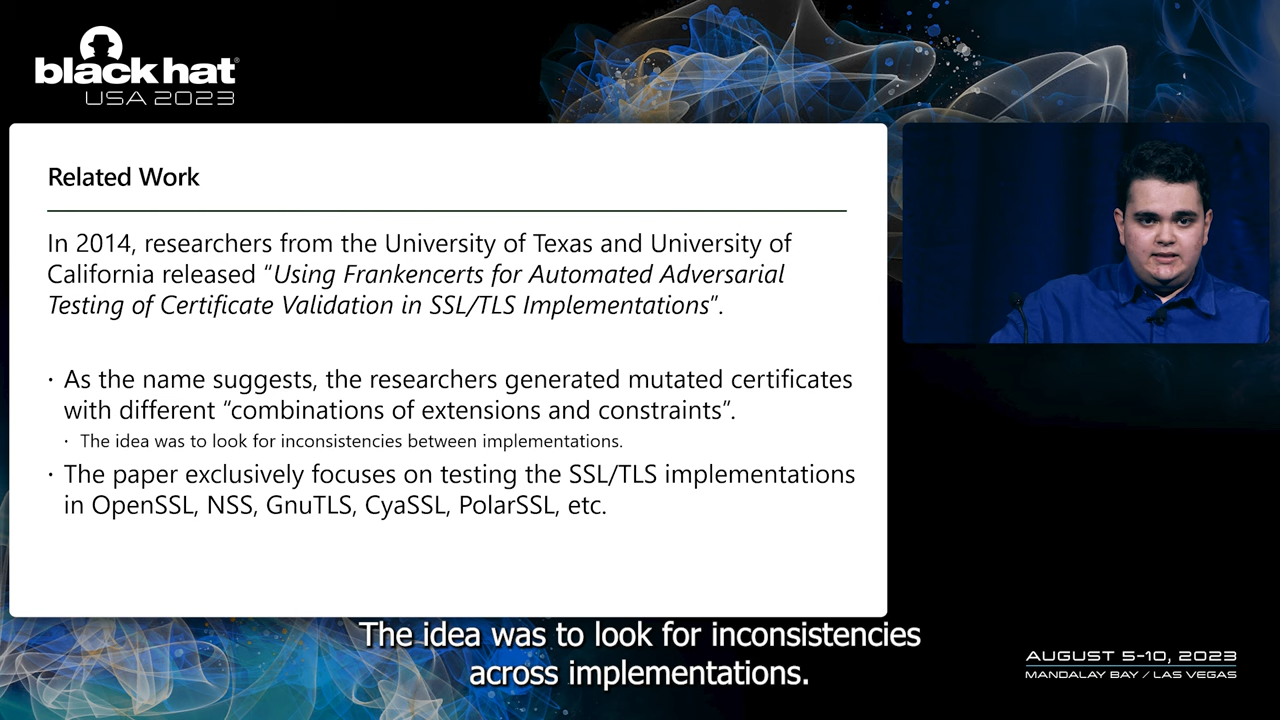 black hat®
USA 2023
Related Work
In 2014, researchers from the University of Texas and University of
California released “Using Frankencerts for Automated Adversarial
Testing of Certificate Validation in SSL/TLS Implementations”.
· As the name suggests, the researchers generated mutated certificates
with different “combinations of extensions and constraints”.
· The idea was to look for inconsistencies between implementations.
· The paper exclusively focuses on testing the SSL/TLS implementations
in OpenSSL, NSS, GnuTLS, CyaSSL, PolarSSL, etc.
The idea was to look for inconsistencies
across implementations.
AUGUST 5-10, 2023
MANDALAY BAY / LAS VEGAS